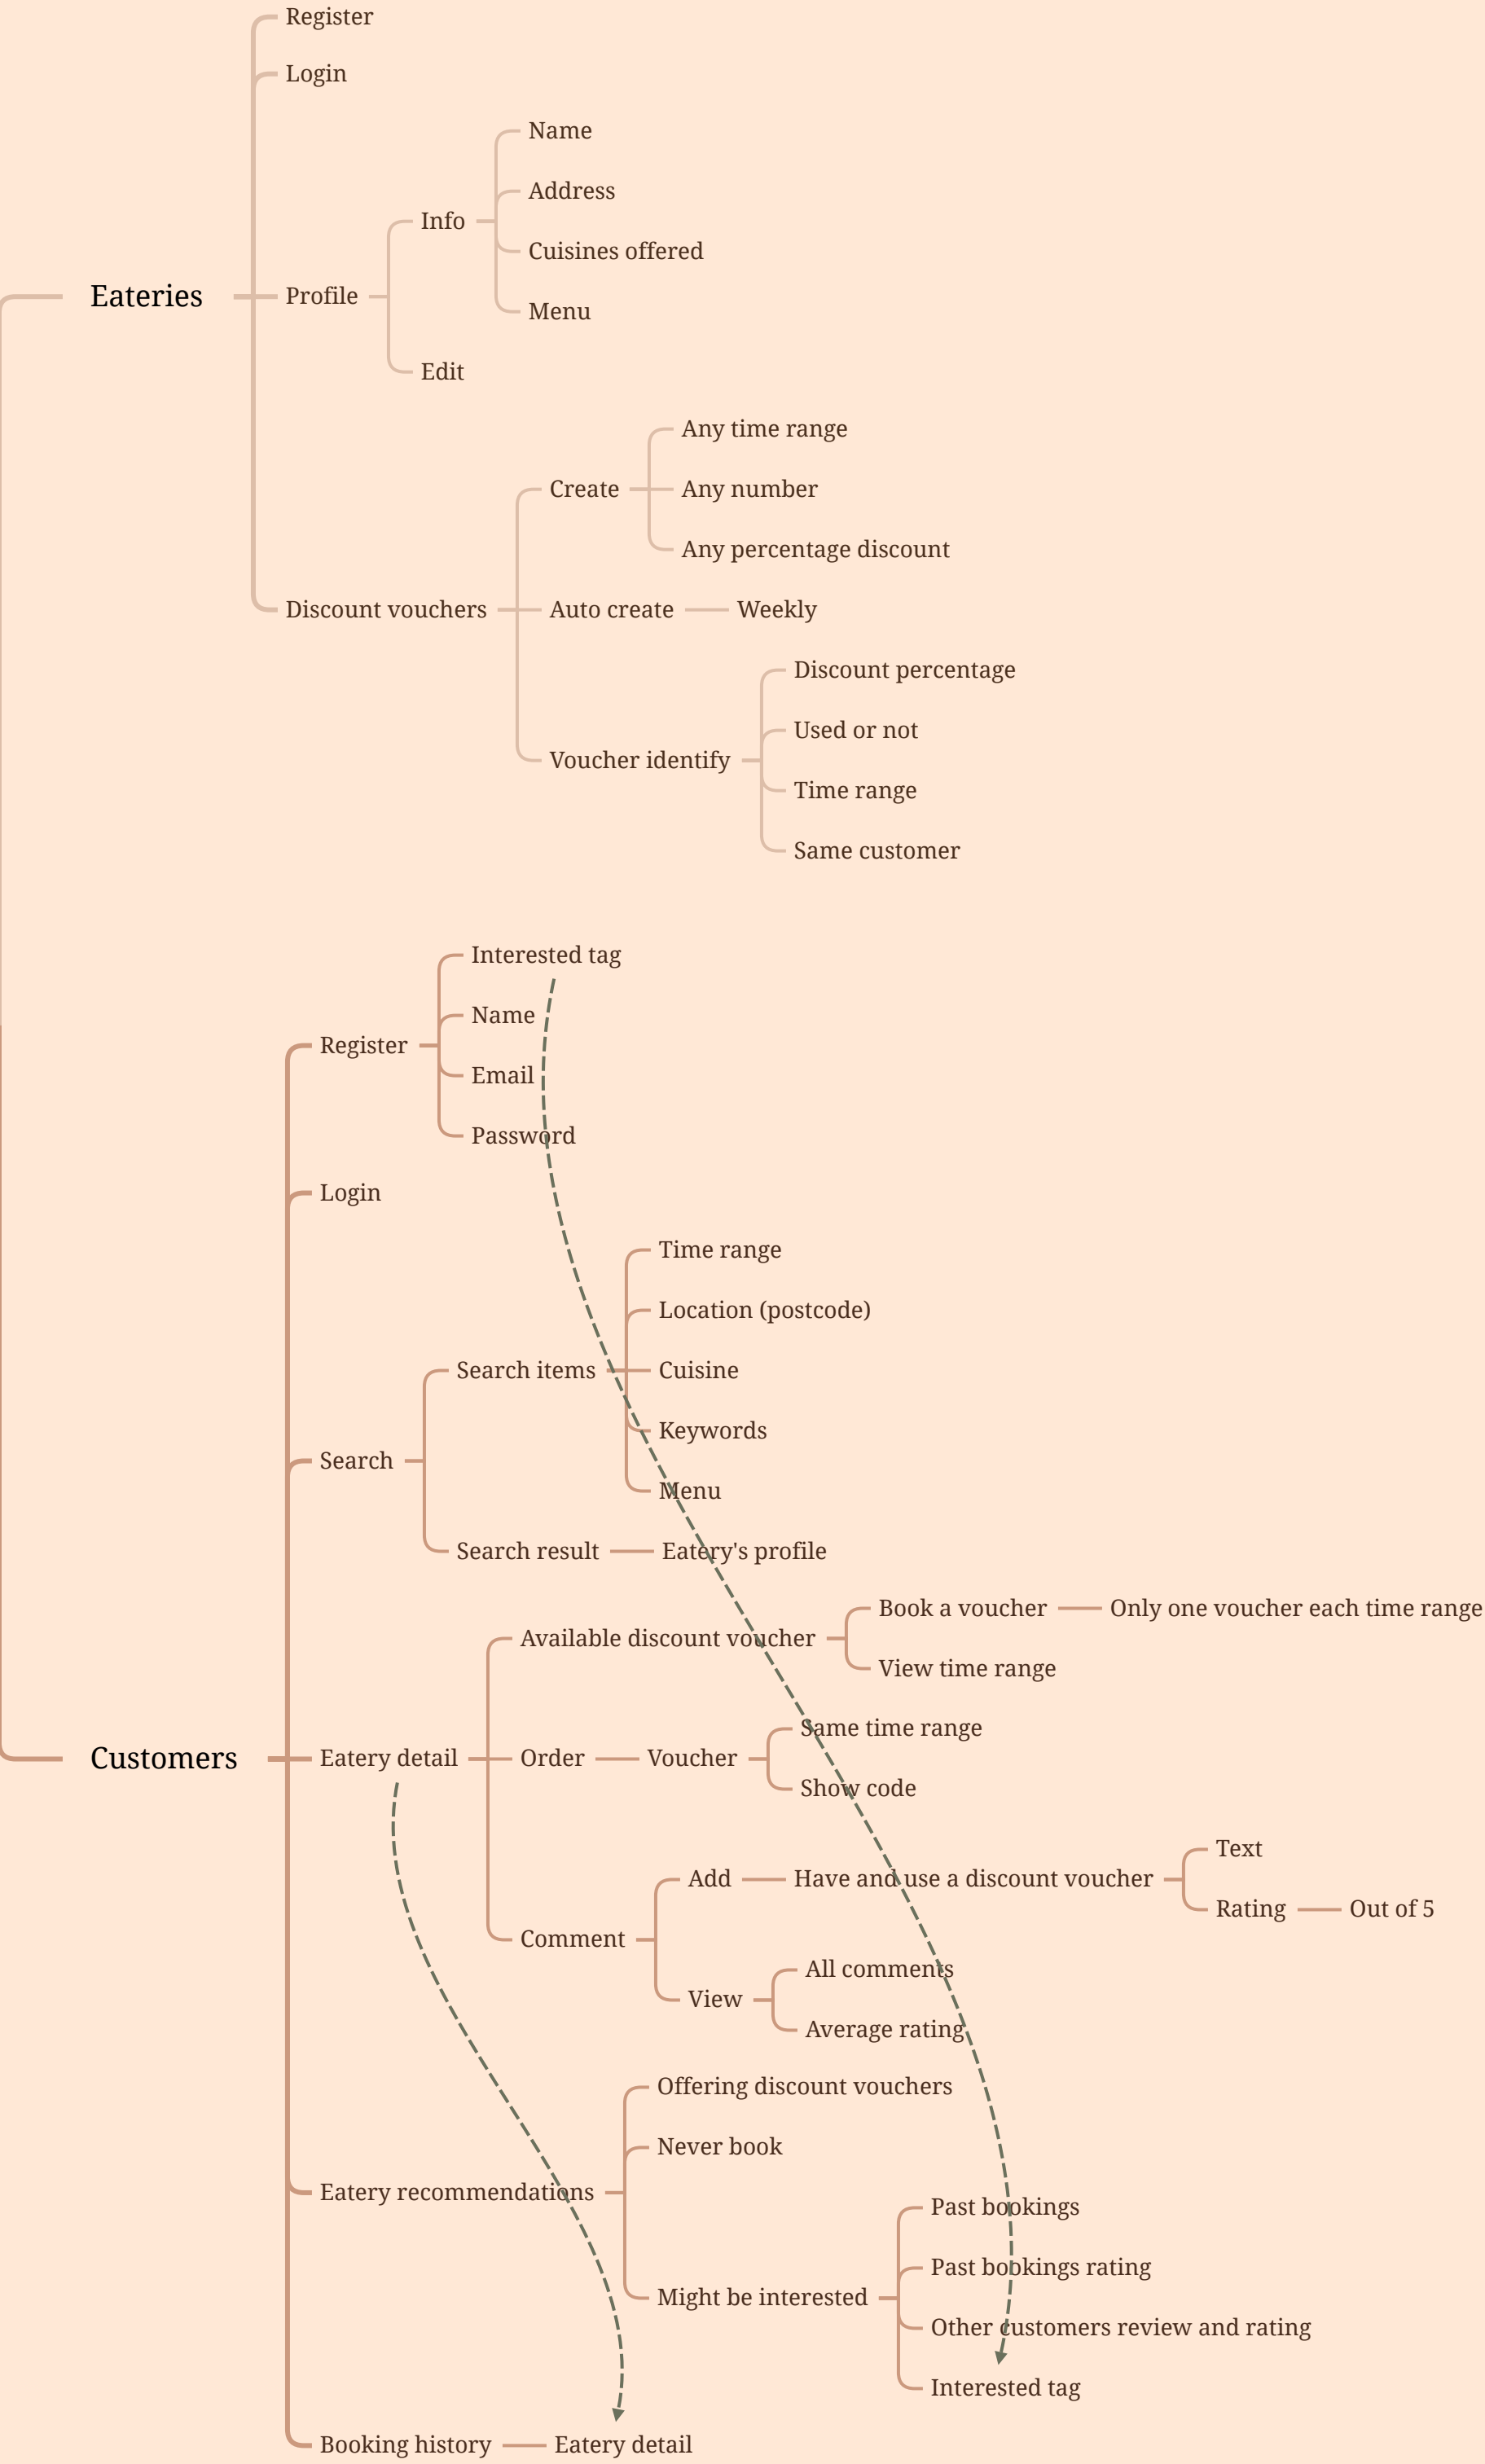 Register
Login
Name
Address
Info
Cuisines offered
Eateries
Profile
Menu
Edit
Any time range
Create
Any number
Any percentage discount
Discount vouchers
Auto create
Weekly
Discount percentage
Used or not
Voucher identify
Time range
Same customer
Interested tag
Name
Register
Email
Password
Login
Time range
Location (postcode)
Search items
Cuisine
Keywords
Search
Menu
Search result
Eatery's profile
Book a voucher
Only one voucher each time range
Available discount voucher
View time range
Same time range
Customers
Eatery detail
Order
Voucher
Show code
Text
Add
Have and use a discount voucher
Rating
Out of 5
Comment
All comments
View
Average rating
Offering discount vouchers
Never book
Eatery recommendations
Past bookings
Past bookings rating
Might be interested
Other customers review and rating
Interested tag
Booking history
Eatery detail